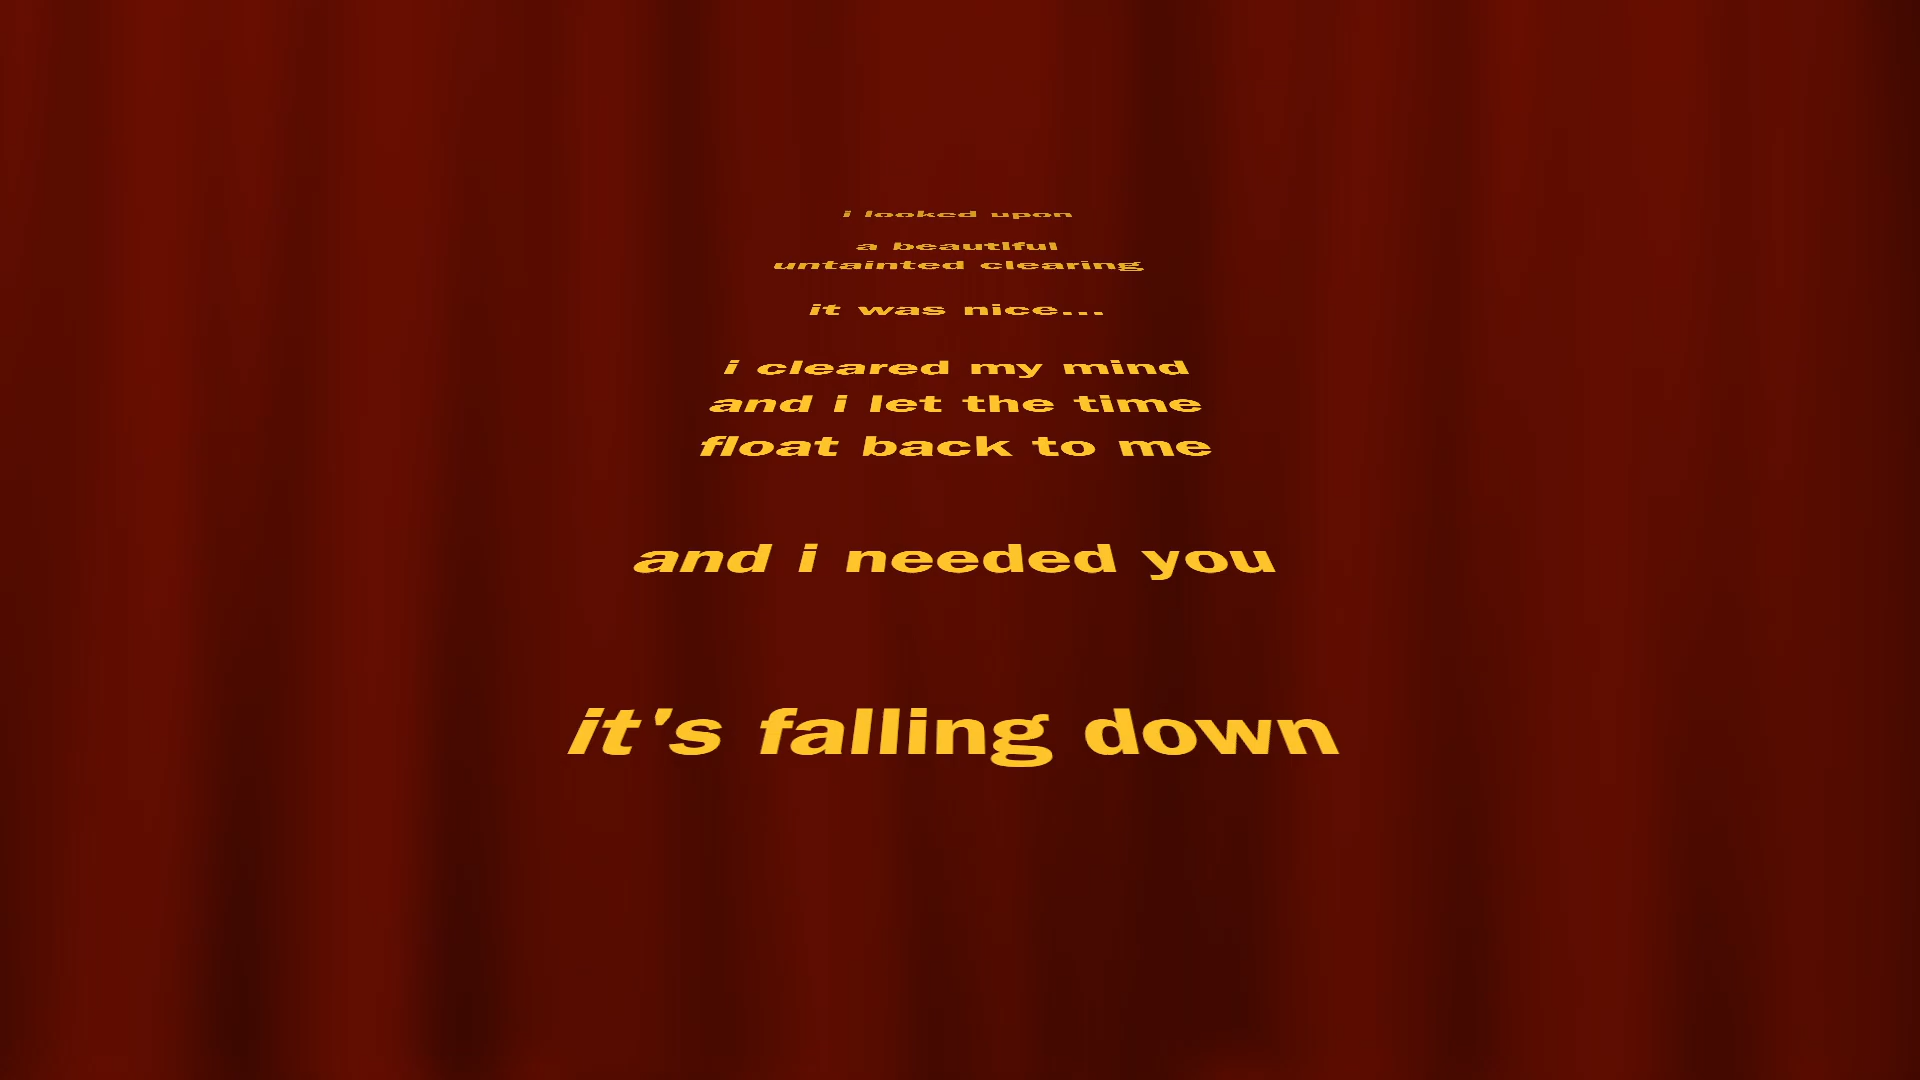 i looked upon
a beautiful
untainted clearing
it was nice...
i cleared my mind
and i let the time
float back to me
and i needed you
it's falling down